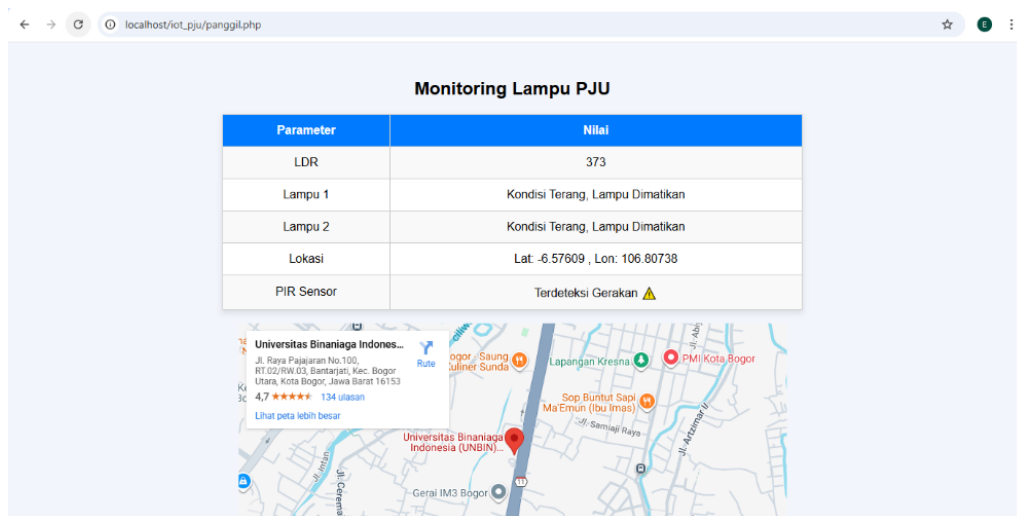 localhost/iot_pju/panggil.php
E
Monitoring Lampu PJU
Parameter Nilai
LDR 373
Lampu 1 Kondisi Terang, Lampu Dimatikan
Lampu 2 Kondisi Terang, Lampu Dimatikan
Lokasi Lat: -6.57609 , Lon: 106.80738
PIR Sensor Terdeteksi Gerakan
Universitas Binaniaga Indones...
Jl. Raya Pajajaran No.100,
RT.02/RW.03, Bantarjati, Kec. Bogor
Utara, Kota Bogor, Jawa Barat 16153
4,7 134 ulasan
Lihat peta lebih besar
Rute
Saung
Kuliner Sunda
Lapangan Kresna
PMI Kota Bogor
Sop Buntut Sapi
Ma'Emun (Ibu Imas)
Jl. Samiaji Raya
Universitas Binaniaga
Indonesia (UNBIN)...
Jl. Intan
11
Gerai IM3 Bogor